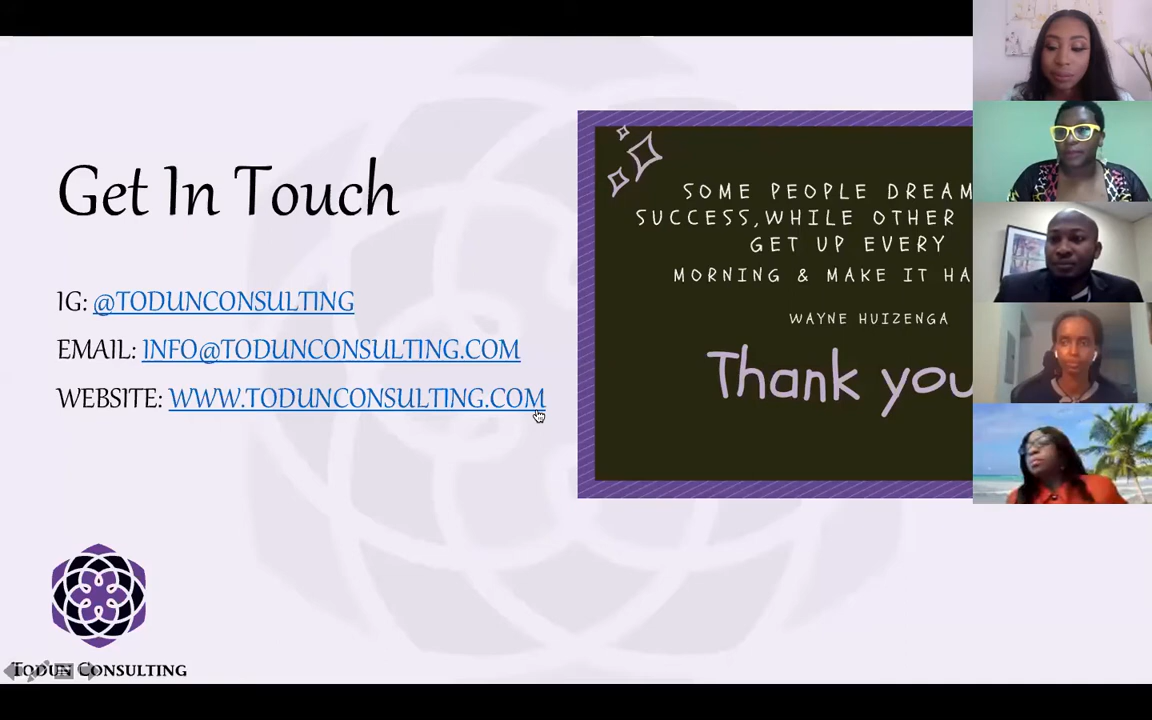 Get In Touch
IG: @TODUNCONSULTING
EMAIL: INFO@TODUNCONSULTING.COM
WEBSITE: WWW.TODUNCONSULTING.COM
SOME PEOPLE DREAM
SUCCESS,WHILE OTHER
GET UP EVERY
MORNING & MAKE IT HA
WAYNE HUIZENGA
Thank you
TODUN CONSULTING